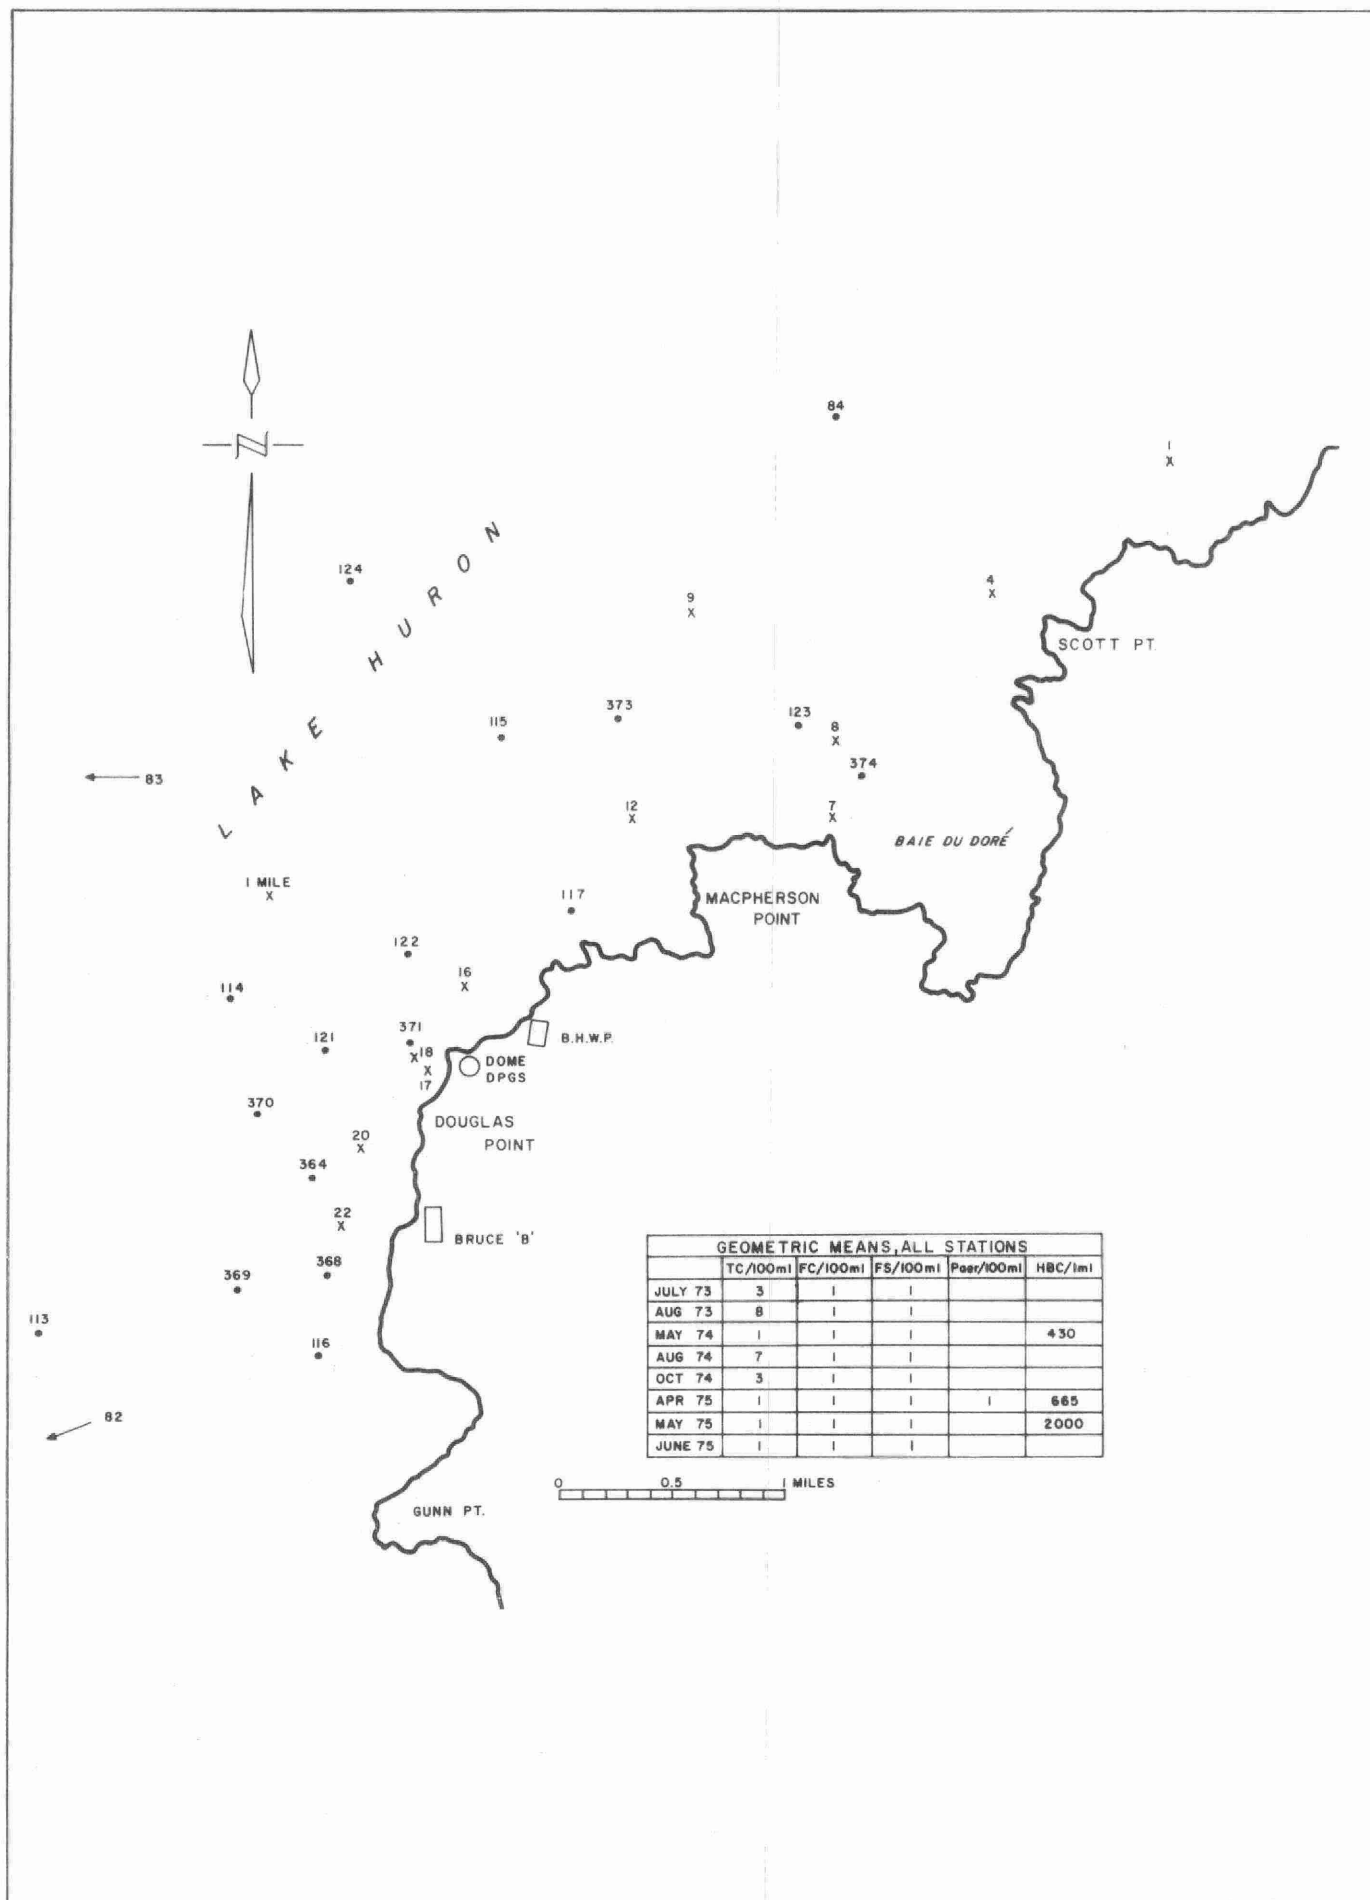 84
1
X
N
124
LAKE HURON
9
X
4
X
SCOTT PT.
373
123
8
X
115
374
83
12
X
7
X
BAIE DU DORÉ
1 MILE
X
117
MACPHERSON
POINT
122
16
X
114
371
X 18
X
17
121
B.H.W.P.
DOME
DPGS
370
DOUGLAS
POINT
20
X
364
22
X
BRUCE 'B'
368
369
113
116
82
GEOMETRIC MEANS, ALL STATIONS
TC/100ml FC/100ml FS/100ml Paer/100ml HBC/1ml
JULY 73 3 1 1
AUG 73 8 1 1
MAY 74 1 1 1 430
AUG 74 7 1 1
OCT 74 3 1 1
APR 75 1 1 1 1 665
MAY 75 1 1 1 2000
JUNE 75 1 1 1
0 0.5 1 MILES
GUNN PT.